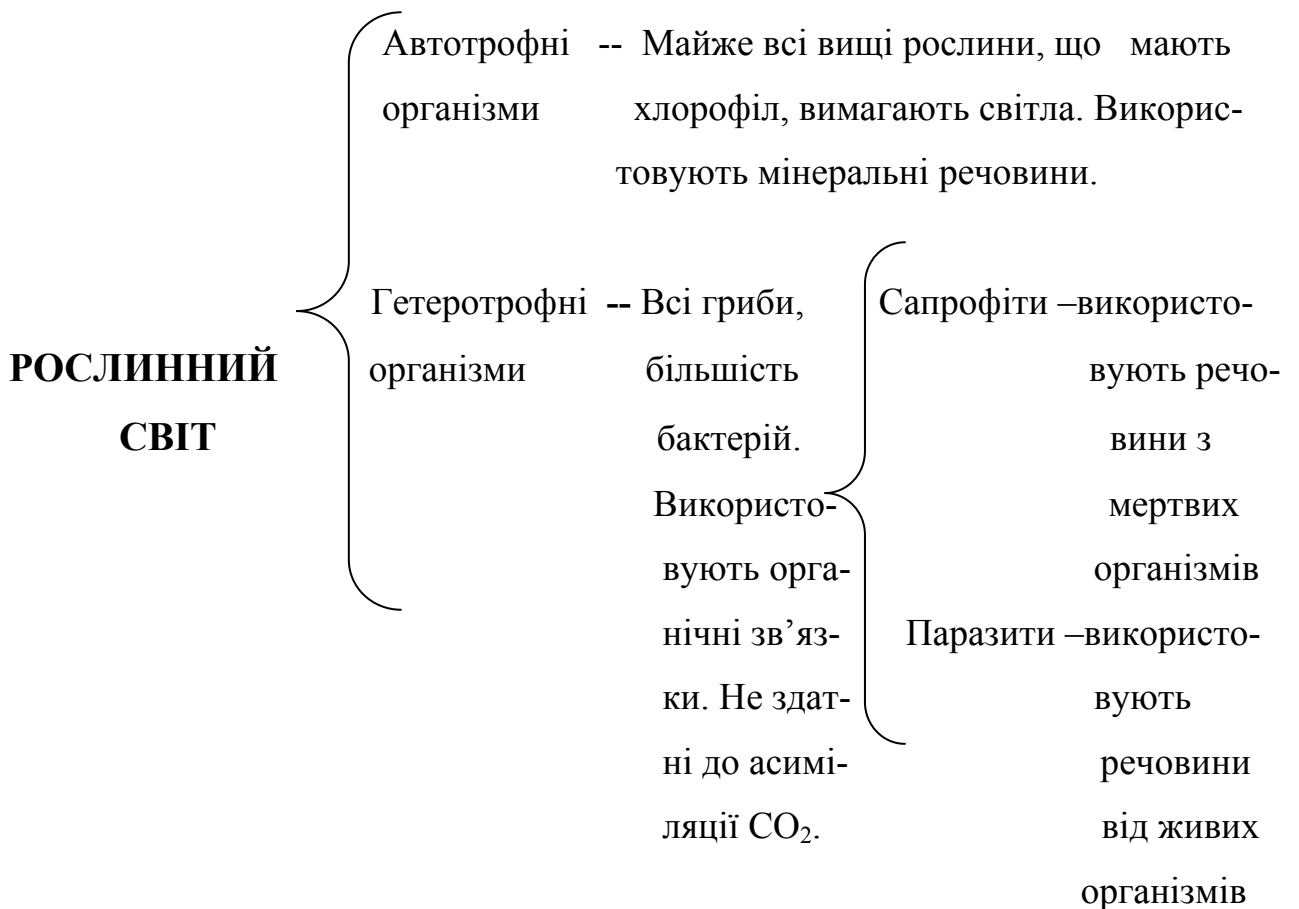 Автотрофні -- Майже всі вищі рослини, що мають
організми хлорофіл, вимагають світла. Викорис-
товують мінеральні речовини.
Гетеротрофні -- Всі гриби,
організми більшість
бактерій.
Використо-
вують орга-
нічні зв’яз-
ки. Не здат-
ні до асимі-
ляції СО₂.
Сапрофіти –використо-
вують речо-
вини з
мертвих
організмів
Паразити –використо-
вують
речовини
від живих
організмів
РОСЛИННИЙ
СВІТ